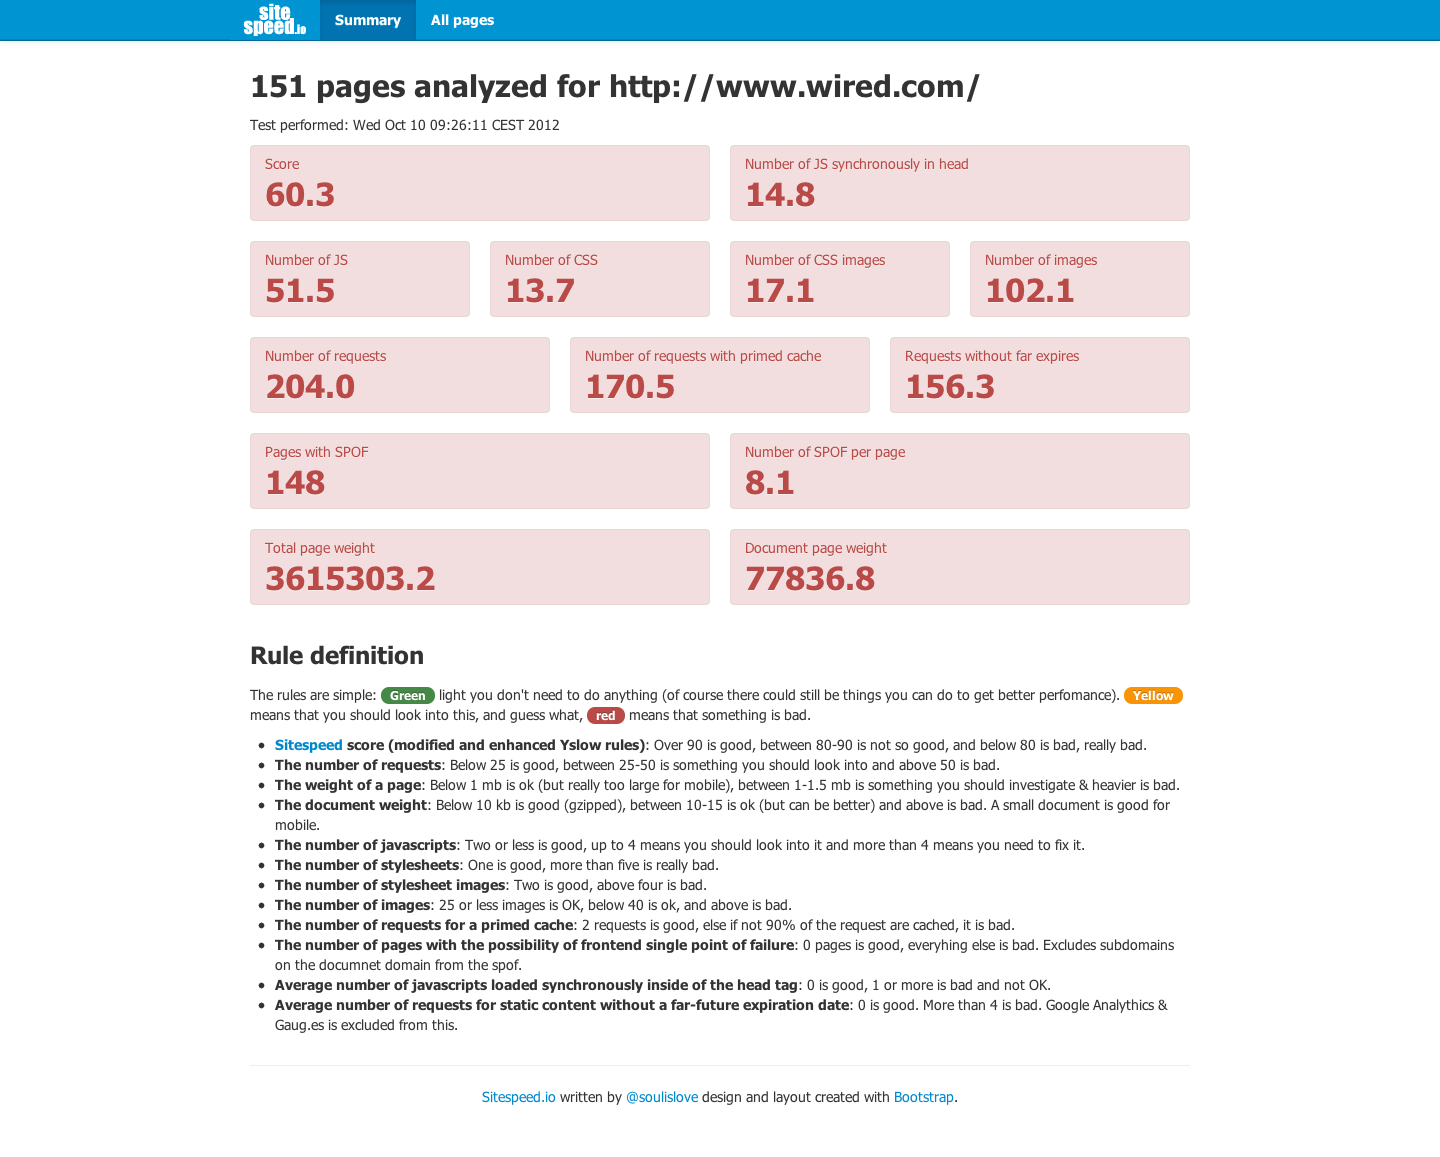 site
speed.io
Summary All pages
151 pages analyzed for http://www.wired.com/
Test performed: Wed Oct 10 09:26:11 CEST 2012
Score
60.3
Number of JS synchronously in head
14.8
Number of JS
51.5
Number of CSS
13.7
Number of CSS images
17.1
Number of images
102.1
Number of requests
204.0
Number of requests with primed cache
170.5
Requests without far expires
156.3
Pages with SPOF
148
Number of SPOF per page
8.1
Total page weight
3615303.2
Document page weight
77836.8
Rule definition
The rules are simple: Green light you don't need to do anything (of course there could still be things you can do to get better perfomance). Yellow
means that you should look into this, and guess what, red means that something is bad.
• Sitespeed score (modified and enhanced Yslow rules): Over 90 is good, between 80-90 is not so good, and below 80 is bad, really bad.
• The number of requests: Below 25 is good, between 25-50 is something you should look into and above 50 is bad.
• The weight of a page: Below 1 mb is ok (but really too large for mobile), between 1-1.5 mb is something you should investigate & heavier is bad.
• The document weight: Below 10 kb is good (gzipped), between 10-15 is ok (but can be better) and above is bad. A small document is good for
mobile.
• The number of javascripts: Two or less is good, up to 4 means you should look into it and more than 4 means you need to fix it.
• The number of stylesheets: One is good, more than five is really bad.
• The number of stylesheet images: Two is good, above four is bad.
• The number of images: 25 or less images is OK, below 40 is ok, and above is bad.
• The number of requests for a primed cache: 2 requests is good, else if not 90% of the request are cached, it is bad.
• The number of pages with the possibility of frontend single point of failure: 0 pages is good, everyhing else is bad. Excludes subdomains
on the documnet domain from the spof.
• Average number of javascripts loaded synchronously inside of the head tag: 0 is good, 1 or more is bad and not OK.
• Average number of requests for static content without a far-future expiration date: 0 is good. More than 4 is bad. Google Analythics &
Gaug.es is excluded from this.
Sitespeed.io written by @soulislove design and layout created with Bootstrap.